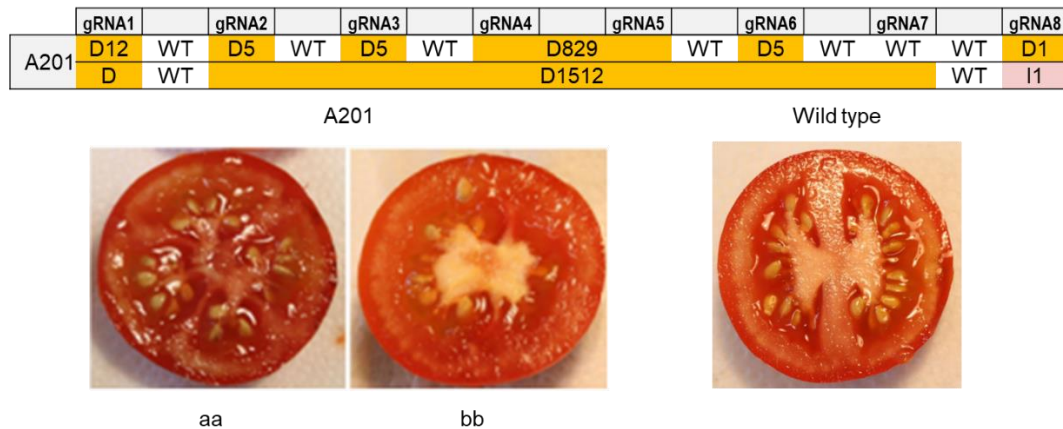 gRNA1 gRNA2 gRNA3 gRNA4 gRNA5 gRNA6 gRNA7 gRNA8
A201
D12 WT D5 WT D5 WT D829 WT D5 WT WT WT D1
D WT D1512 WT I1
A201 Wild type
aa bb